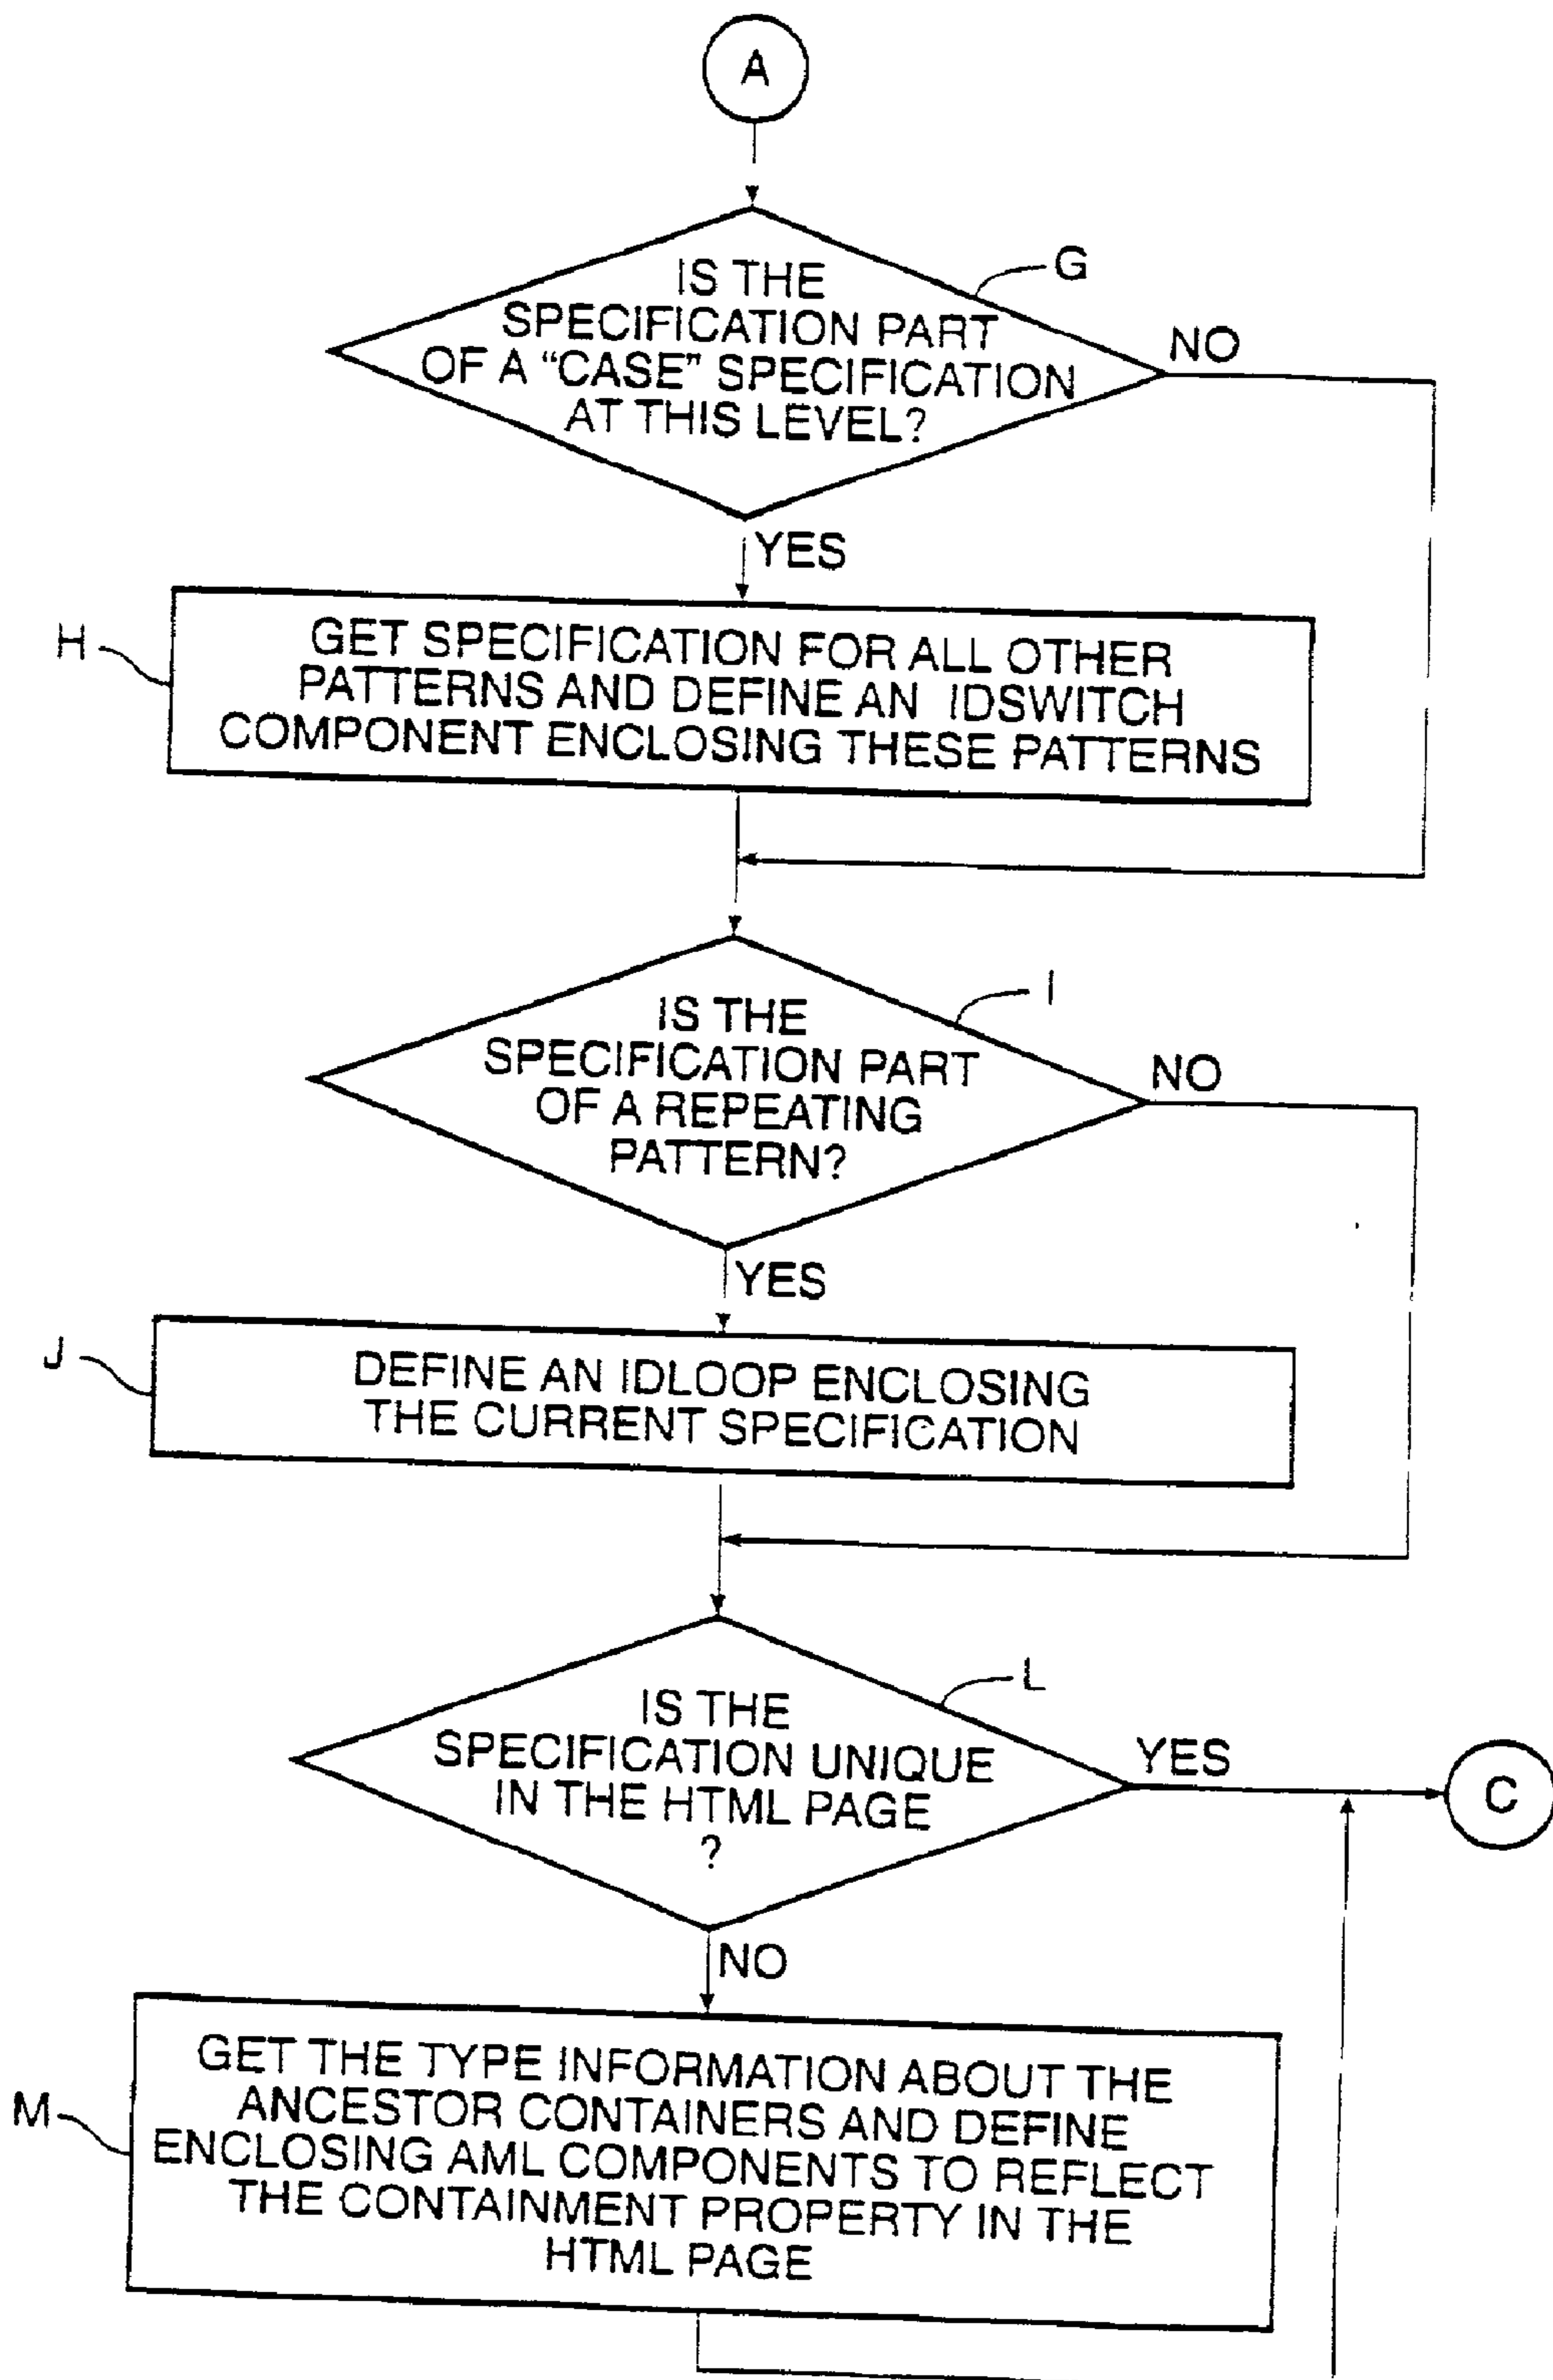 A
IS THE
SPECIFICATION PART
OF A “CASE” SPECIFICATION
AT THIS LEVEL?
G
NO
YES
H
GET SPECIFICATION FOR ALL OTHER
PATTERNS AND DEFINE AN IDSWITCH
COMPONENT ENCLOSING THESE PATTERNS
IS THE
SPECIFICATION PART
OF A REPEATING
PATTERN?
I
NO
YES
J
DEFINE AN IDLOOP ENCLOSING
THE CURRENT SPECIFICATION
IS THE
SPECIFICATION UNIQUE
IN THE HTML PAGE
?
L
YES
C
NO
M
GET THE TYPE INFORMATION ABOUT THE
ANCESTOR CONTAINERS AND DEFINE
ENCLOSING AML COMPONENTS TO REFLECT
THE CONTAINMENT PROPERTY IN THE
HTML PAGE